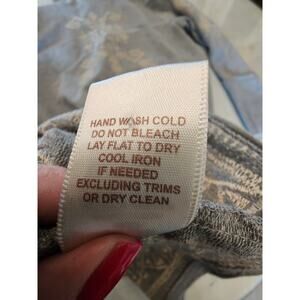 HAND WASH COLD
DO NOT BLEACH
LAY FLAT TO DRY
COOL IRON
IF NEEDED
EXCLUDING TRIMS
OR DRY CLEAN